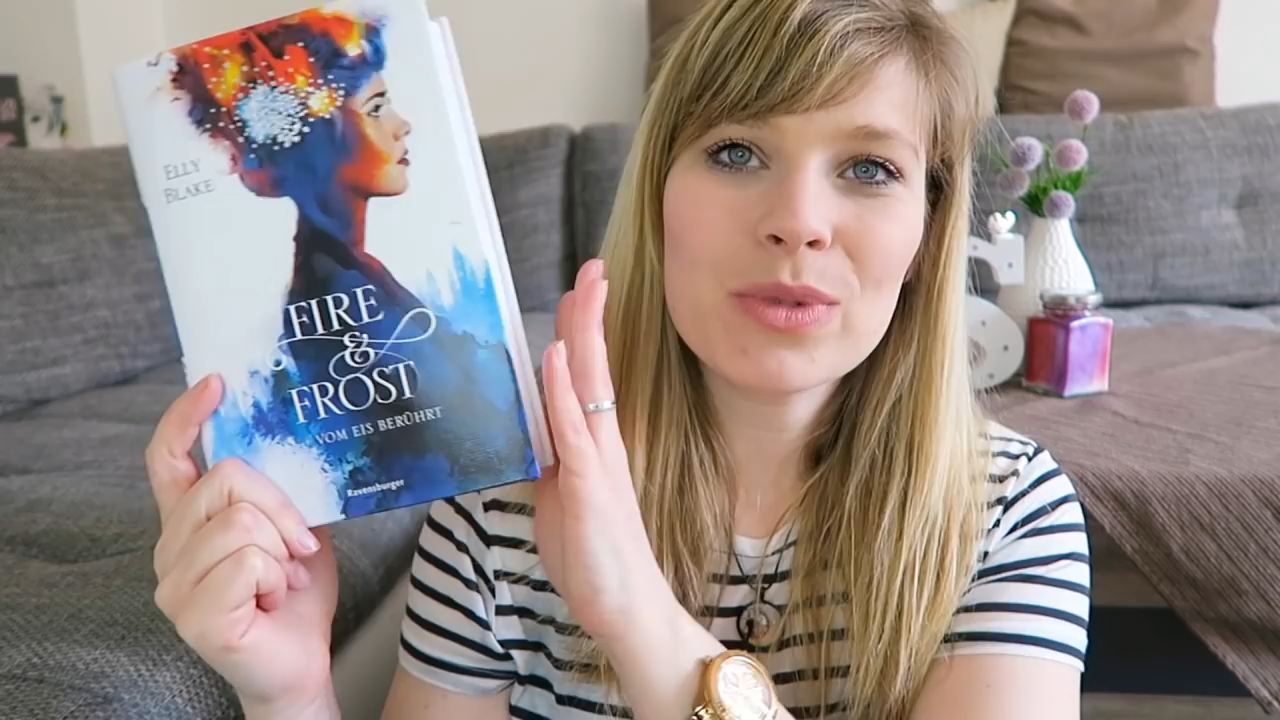 ELLY
BLAKE
FIRE
&
FROST
VOM EIS BERÜHRT
Ravensburger